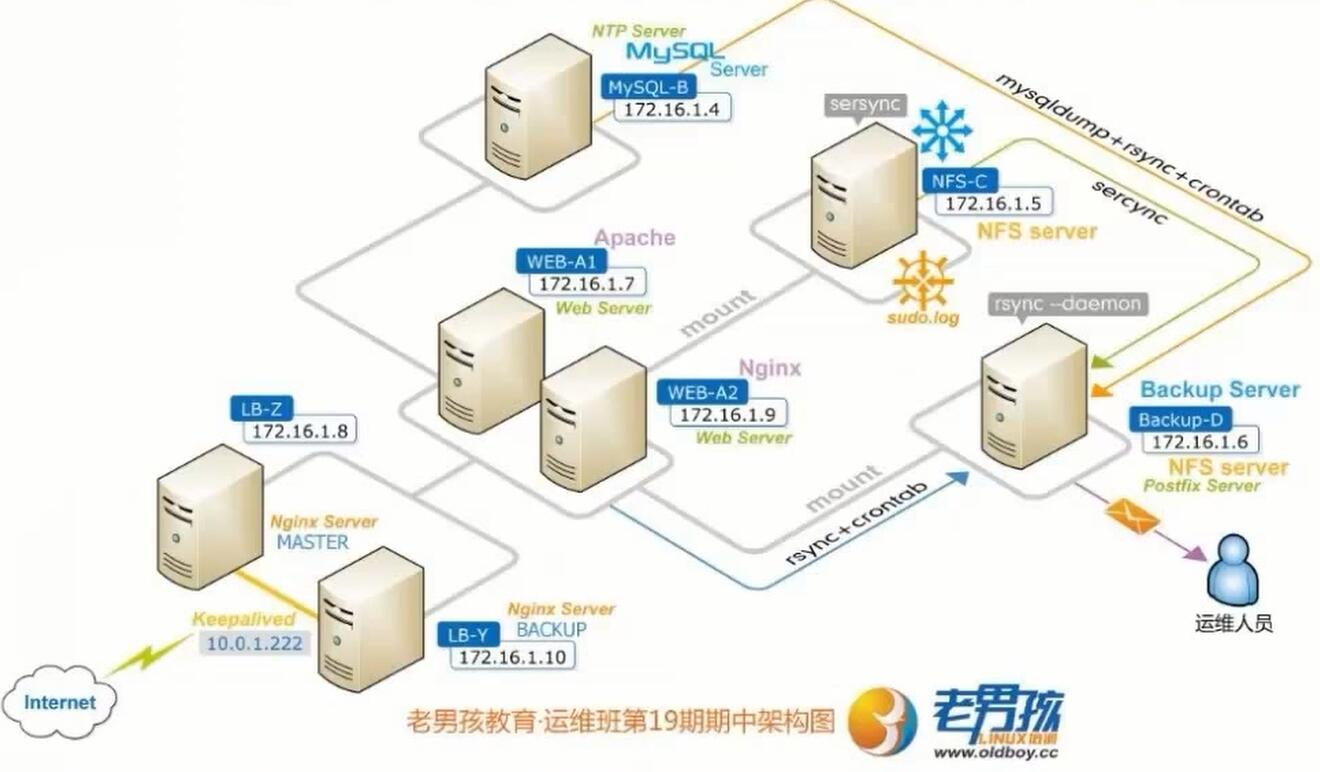 NTP Server
MySQL
Server
MySQL-B
172.16.1.4
mysqldump+rsync+crontab
sersync
NFS-C
172.16.1.5
NFS server
sercync
sudo.log
Apache
WEB-A1
172.16.1.7
Web Server
mount
Nginx
WEB-A2
172.16.1.9
Web Server
rsync --daemon
Backup Server
Backup-D
172.16.1.6
NFS server
Postfix Server
mount
rsync+crontab
运维人员
LB-Z
172.16.1.8
Nginx Server
MASTER
Keepalived
10.0.1.222
Nginx Server
BACKUP
LB-Y
172.16.1.10
Internet
老男孩教育·运维班第19期期中架构图
老男孩
LINUX培训
www.oldboy.cc